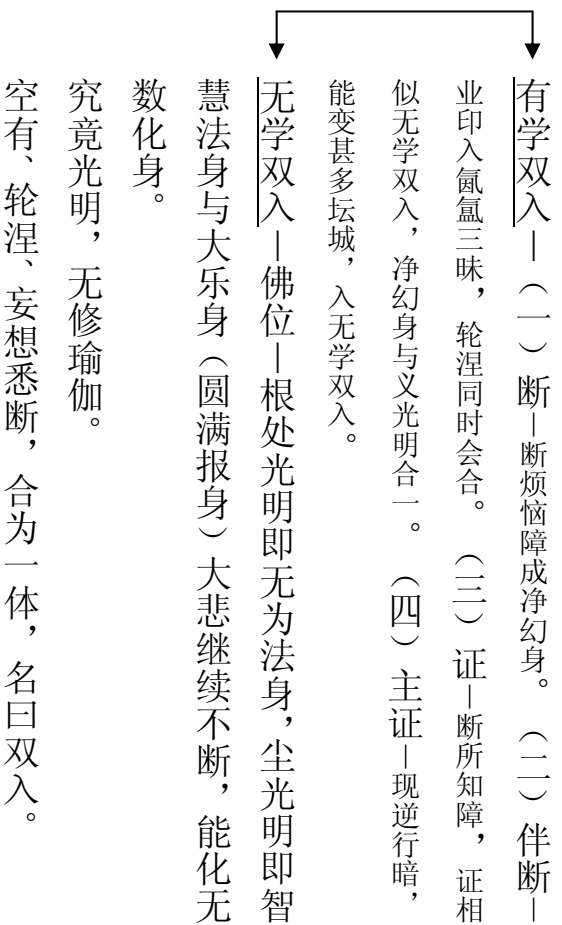 有学双入—（一）断—断烦恼障成净幻身。（二）伴断—
业印入氤氲三昧，轮涅同时会合。（三）证—断所知障，证相
似无学双入，净幻身与义光明合一。（四）主证—现逆行暗，
能变甚多坛城，入无学双入。
无学双入—佛位—根处光明即无为法身，尘光明即智
慧法身与大乐身（圆满报身）大悲继续不断，能化无
数化身。
究竟光明，无修瑜伽。
空有、轮涅、妄想悉断，合为一体，名曰双入。